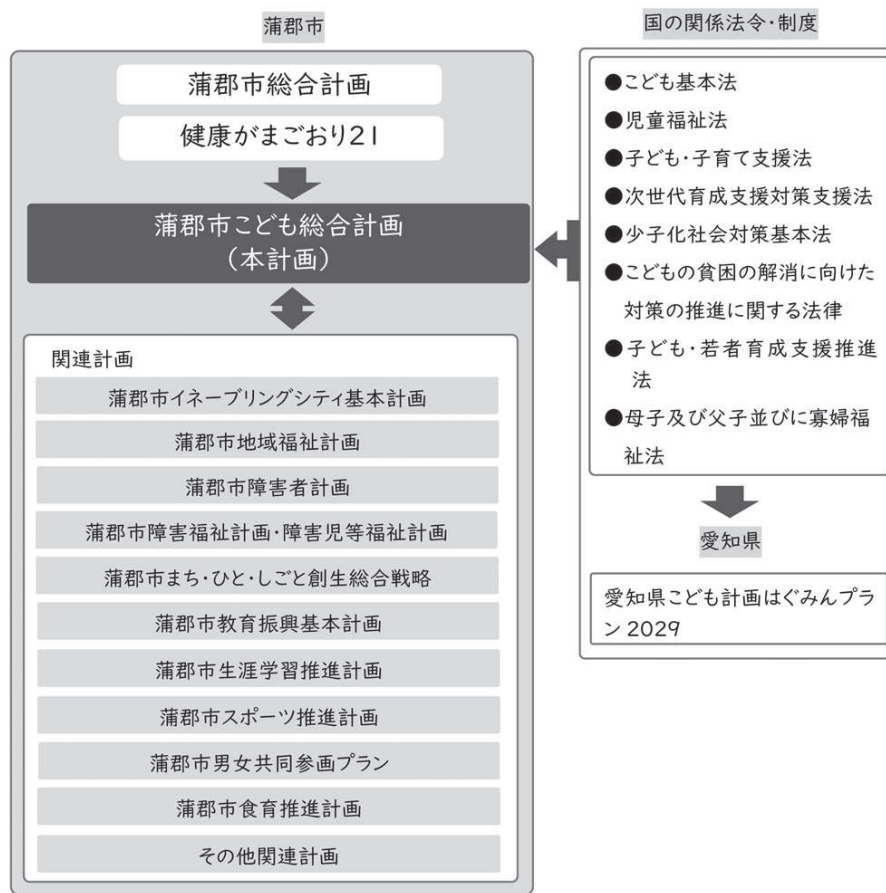 蒲郡市
蒲郡市総合計画
健康がまごおり21
蒲郡市こども総合計画
（本計画）
関連計画
蒲郡市イネーブリングシティ基本計画
蒲郡市地域福祉計画
蒲郡市障害者計画
蒲郡市障害福祉計画・障害児等福祉計画
蒲郡市まち・ひと・しごと創生総合戦略
蒲郡市教育振興基本計画
蒲郡市生涯学習推進計画
蒲郡市スポーツ推進計画
蒲郡市男女共同参画プラン
蒲郡市食育推進計画
その他関連計画
国の関係法令・制度
●こども基本法
●児童福祉法
●子ども・子育て支援法
●次世代育成支援対策支援法
●少子化社会対策基本法
●こどもの貧困の解消に向けた
対策の推進に関する法律
●子ども・若者育成支援推進
法
●母子及び父子並びに寡婦福
祉法
愛知県
愛知県こども計画はぐみんプラ
ン 2029